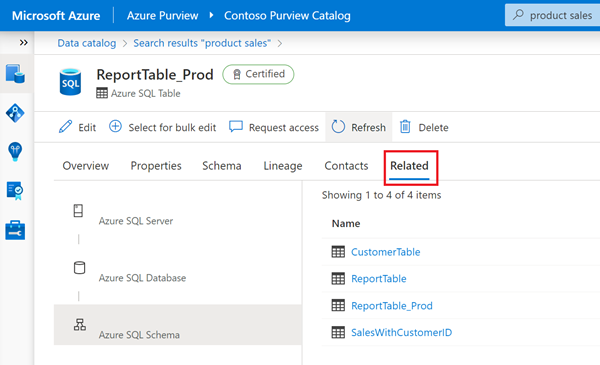 Microsoft Azure Azure Purview Contoso Purview Catalog product sales
Data catalog Search results "product sales"
SQL ReportTable_Prod Certified
Azure SQL Table
Edit Select for bulk edit Request access Refresh Delete
Overview Properties Schema Lineage Contacts Related
Showing 1 to 4 of 4 items
Azure SQL Server
Name
CustomerTable
Azure SQL Database ReportTable
ReportTable_Prod
Azure SQL Schema SalesWithCustomerID